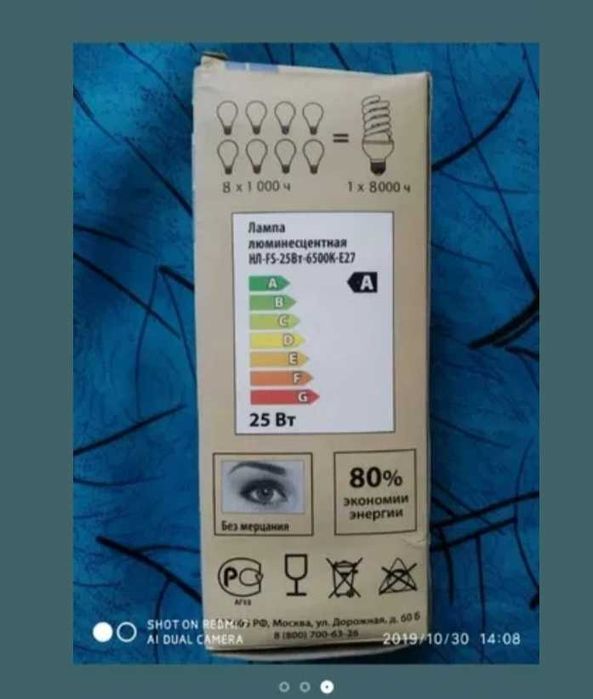 =
8 x 1 000 ч
1 x 8000 ч
Лампа
люминесцентная
НЛ-FS-25Вт-6500К-Е27
A
A
B
C
D
E
F
G
25 Вт
Без мерцания
80%
экономии
энергии
РС
АГ93
РФ, Москва, ул. Дорожная, д. 60 б
8 (800) 700-63-26
SHOT ON REDMI
AI DUAL CAMERA
2019/10/30 14:08